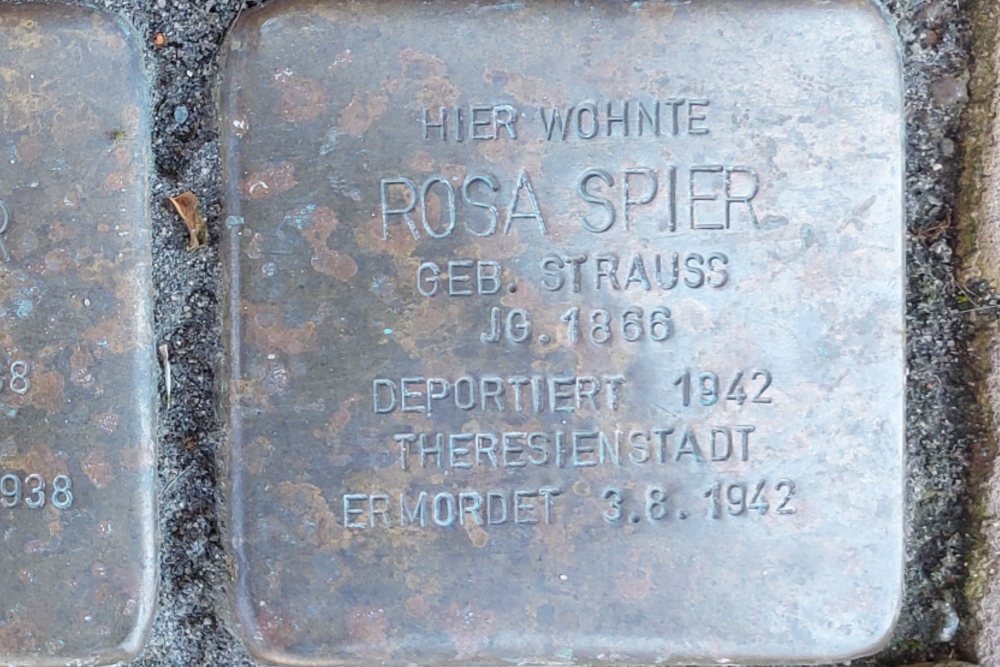 HIER WOHNTE
ROSA SPIER
GEB. STRAUSS
JG. 1866
DEPORTIERT 1942
THERESIENSTADT
ERMORDET 3.8.1942